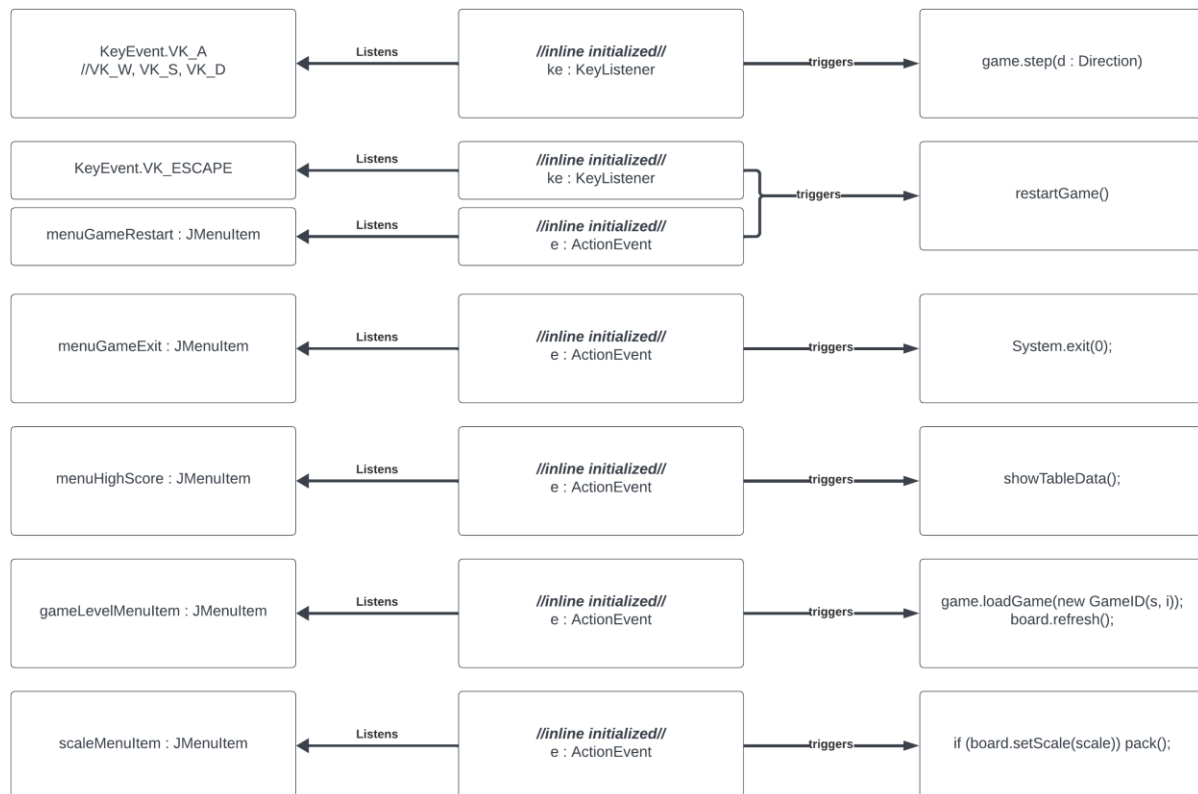 KeyEvent.VK_A
//VK_W, VK_S, VK_D
Listens
//inline initialized//
ke : KeyListener
triggers
game.step(d : Direction)
KeyEvent.VK_ESCAPE
Listens
//inline initialized//
ke : KeyListener
triggers
restartGame()
menuGameRestart : JMenuItem
Listens
//inline initialized//
e : ActionEvent
menuGameExit : JMenuItem
Listens
//inline initialized//
e : ActionEvent
triggers
System.exit(0);
menuHighScore : JMenuItem
Listens
//inline initialized//
e : ActionEvent
triggers
showTableData();
gameLevelMenuItem : JMenuItem
Listens
//inline initialized//
e : ActionEvent
triggers
game.loadGame(new GameID(s, i));
board.refresh();
scaleMenuItem : JMenuItem
Listens
//inline initialized//
e : ActionEvent
triggers
if (board.setScale(scale)) pack();